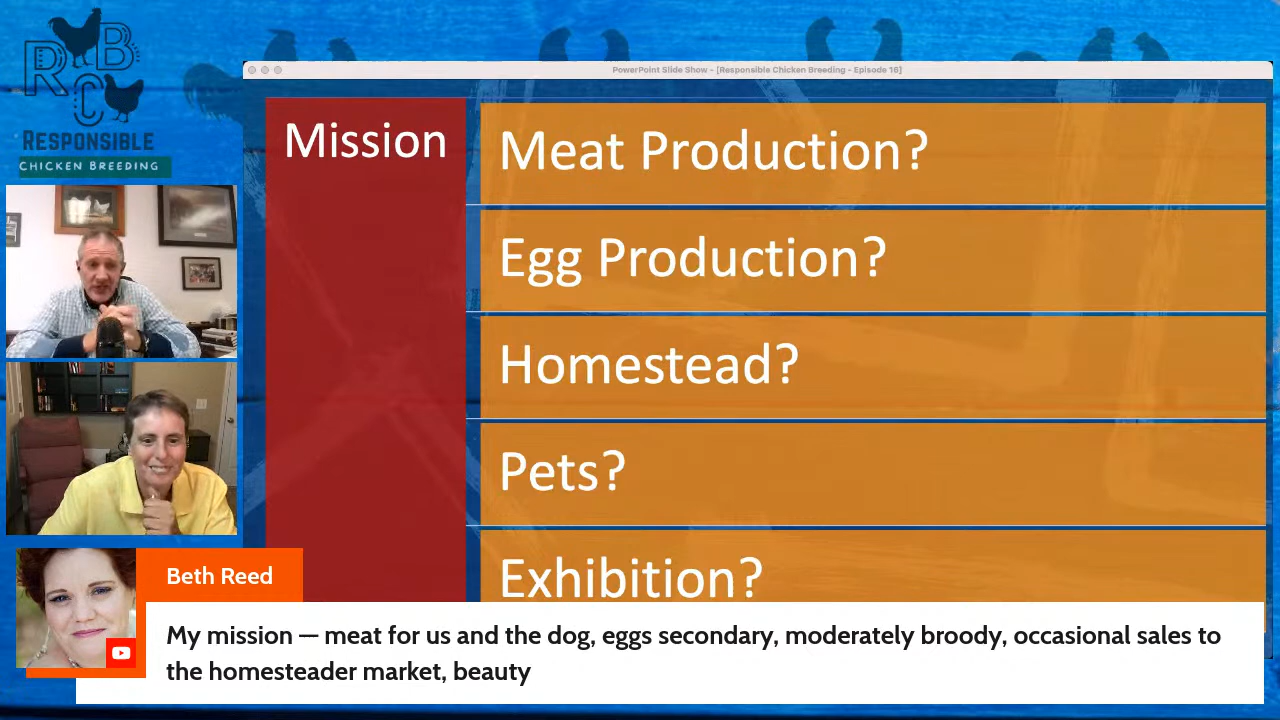 R B C
RESPONSIBLE
CHICKEN BREEDING
PowerPoint Slide Show - [Responsible Chicken Breeding - Episode 16]
Mission
Meat Production?
Egg Production?
Homestead?
Pets?
Exhibition?
Beth Reed
My mission — meat for us and the dog, eggs secondary, moderately broody, occasional sales to
the homesteader market, beauty